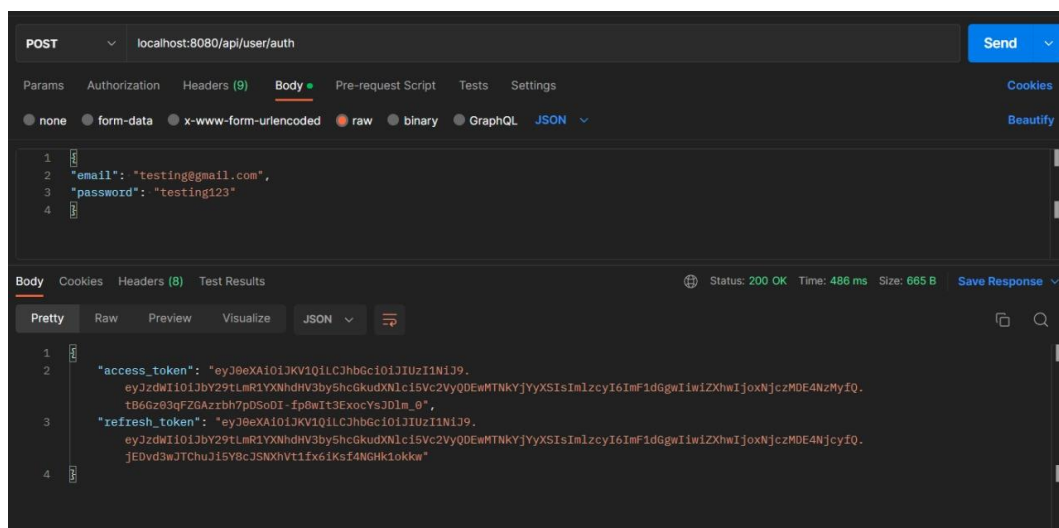 POST localhost:8080/api/user/auth Send
Params Authorization Headers (9) Body Pre-request Script Tests Settings Cookies
none form-data x-www-form-urlencoded raw binary GraphQL JSON Beautify
1 {
2 "email": "testing@gmail.com",
3 "password": "testing123"
4 }
Body Cookies Headers (8) Test Results Status: 200 OK Time: 486 ms Size: 665 B Save Response
Pretty Raw Preview Visualize JSON
1 {
2 "access_token": "eyJ0eXAiOiJKV1QiLCJhbGciOiJIUzI1NiJ9.
eyJzdWIiOiJbY29tLmR1YXNhdHV3by5hcGkudXNlci5Vc2VyQDEwMTNkYjYyXSIsImlzcyI6ImF1dGgwIiwiZXhwIjoxNjczMDE4NzMyfQ.
tB6Gz03qFZGAzrbh7pDSoDI-fp8wIt3ExocYsJDlm_0",
3 "refresh_token": "eyJ0eXAiOiJKV1QiLCJhbGciOiJIUzI1NiJ9.
eyJzdWIiOiJbY29tLmR1YXNhdHV3by5hcGkudXNlci5Vc2VyQDEwMTNkYjYyXSIsImlzcyI6ImF1dGgwIiwiZXhwIjoxNjczMDE4NjcyfQ.
jEDvd3wJTChuJi5Y8cJSNXhVt1fx6iKsf4NGHk1okkw"
4 }